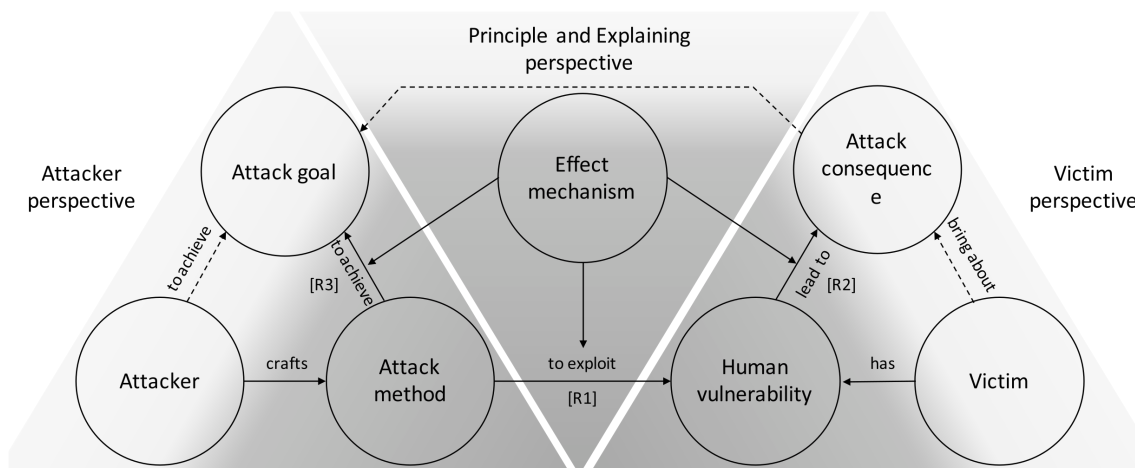 Principle and Explaining
perspective
Attacker
perspective
Attack goal
Effect
mechanism
Attack
consequenc
e
Victim
perspective
to achieve
to achieve
[R3]
lead to
[R2]
bring about
Attacker
crafts
Attack
method
to exploit
[R1]
Human
vulnerability
has
Victim